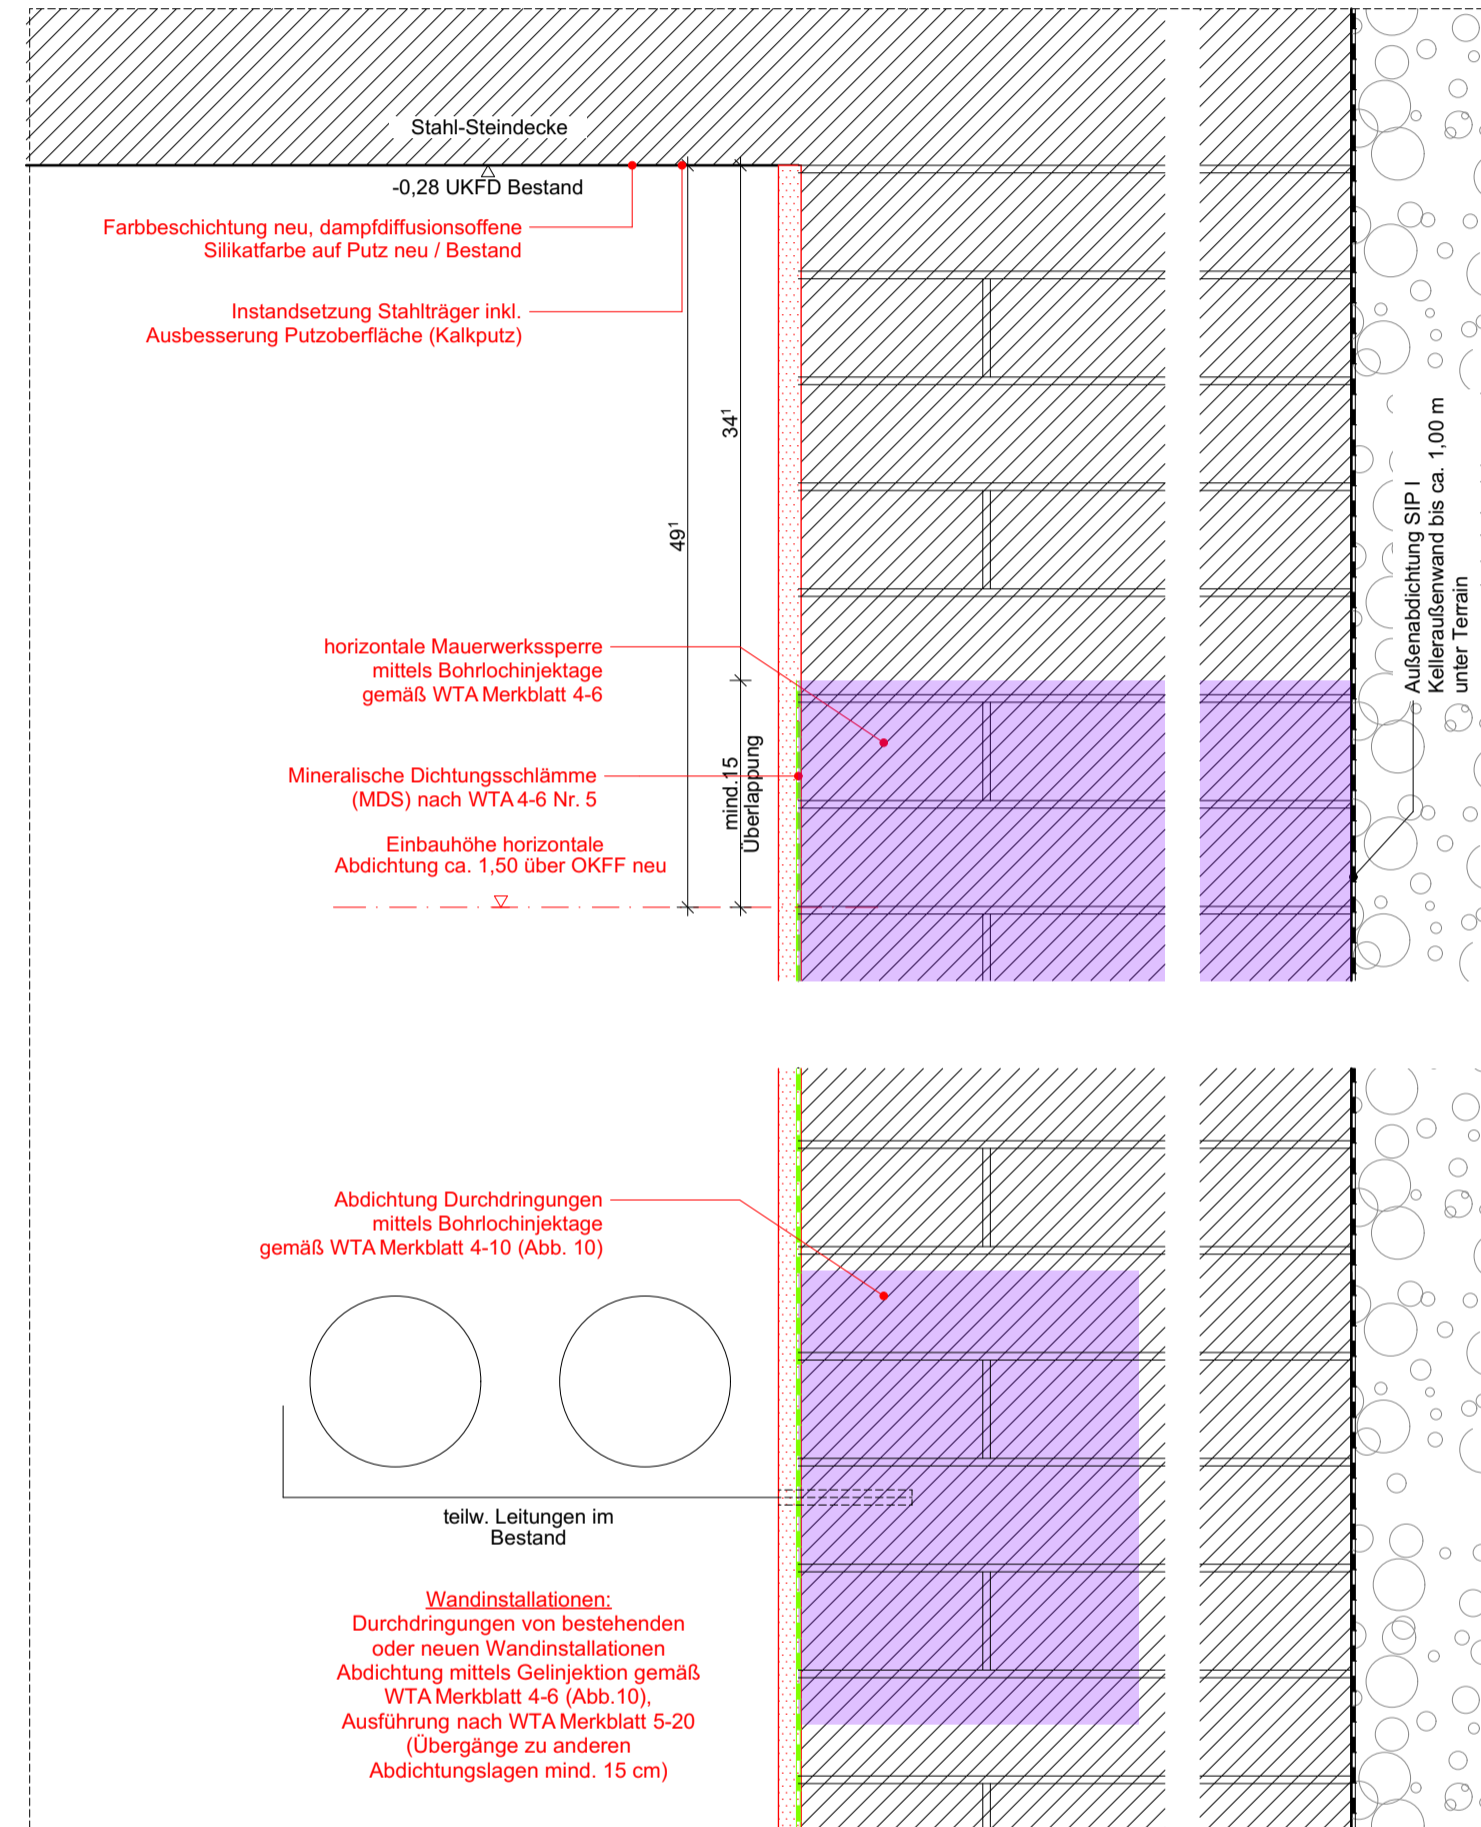 Stahl-Steindecke
-0,28 UKFD Bestand
Farbbeschichtung neu, dampfdiffusionsoffene
Silikatfarbe auf Putz neu / Bestand
Instandsetzung Stahlträger inkl.
Ausbesserung Putzoberfläche (Kalkputz)
34¹
49¹
Außenabdichtung SIP I
Kelleraußenwand bis ca. 1,00 m
unter Terrain
horizontale Mauerwerkssperre
mittels Bohrlochinjektage
gemäß WTA Merkblatt 4-6
mind.15
Überlappung
Mineralische Dichtungsschlämme
(MDS) nach WTA 4-6 Nr. 5
Einbauhöhe horizontale
Abdichtung ca. 1,50 über OKFF neu
Abdichtung Durchdringungen
mittels Bohrlochinjektage
gemäß WTA Merkblatt 4-10 (Abb. 10)
teilw. Leitungen im
Bestand
Wandinstallationen:
Durchdringungen von bestehenden
oder neuen Wandinstallationen
Abdichtung mittels Gelinjektion gemäß
WTA Merkblatt 4-6 (Abb.10),
Ausführung nach WTA Merkblatt 5-20
(Übergänge zu anderen
Abdichtungslagen mind. 15 cm)